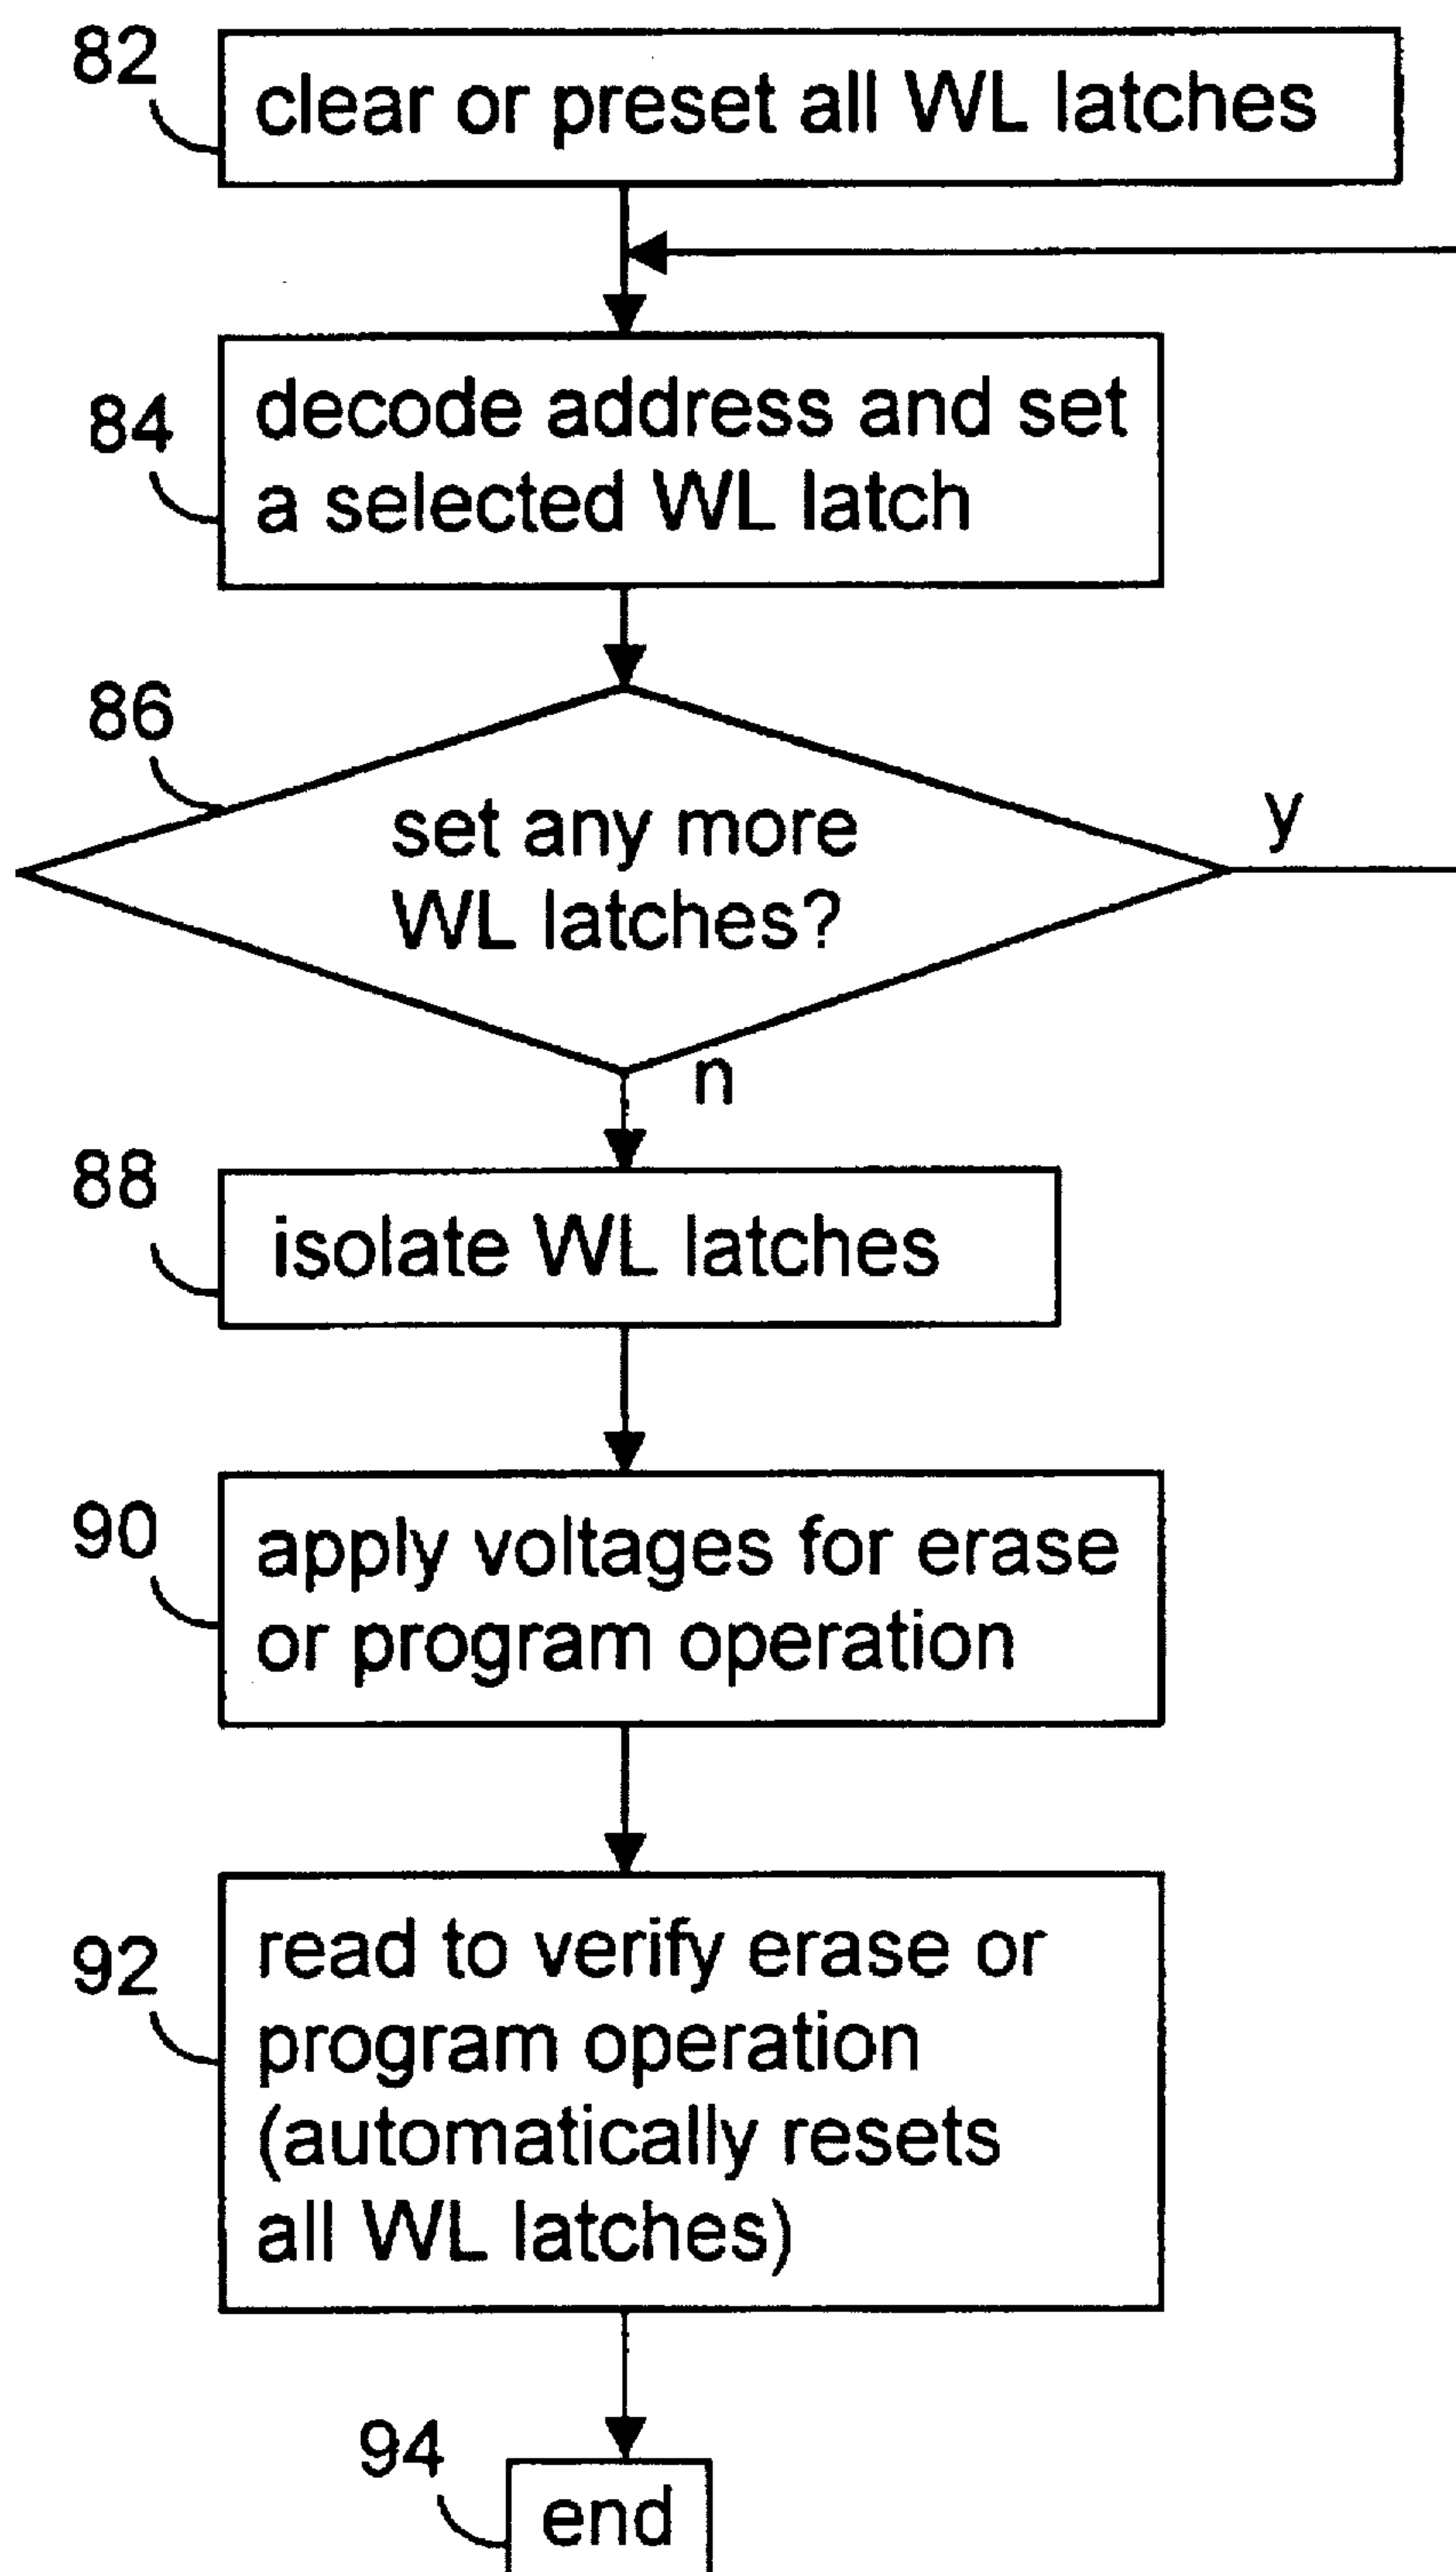 82
clear or preset all WL latches
84
decode address and set
a selected WL latch
86
set any more
WL latches?
y
n
88
isolate WL latches
90
apply voltages for erase
or program operation
92
read to verify erase or
program operation
(automatically resets
all WL latches)
94
end